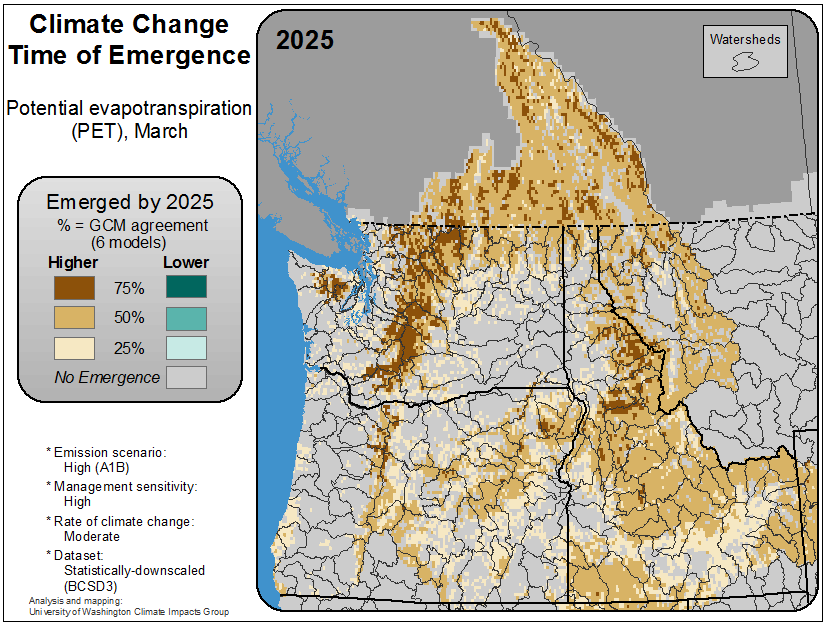 Climate Change
Time of Emergence
Potential evapotranspiration
(PET), March
2025
Watersheds
Emerged by 2025
% = GCM agreement
(6 models)
Higher Lower
75%
50%
25%
No Emergence
* Emission scenario:
High (A1B)
* Management sensitivity:
High
* Rate of climate change:
Moderate
* Dataset:
Statistically-downscaled
(BCSD3)
Analysis and mapping:
University of Washington Climate Impacts Group